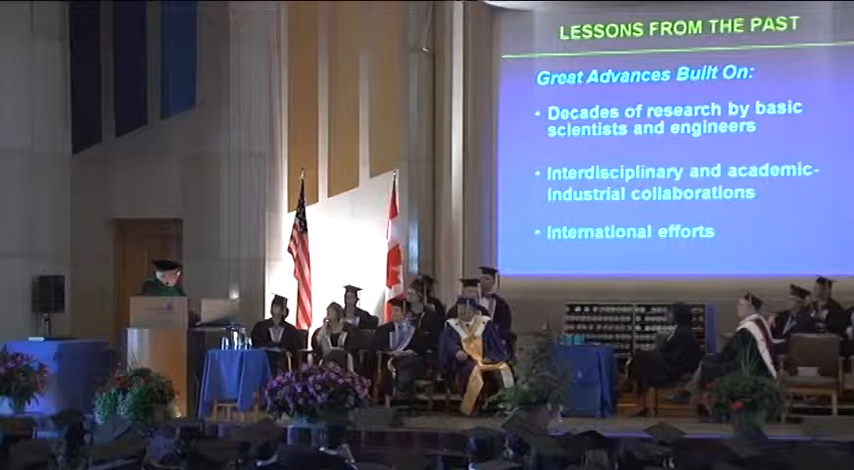 LESSONS FROM THE PAST
Great Advances Built On:
• Decades of research by basic
scientists and engineers
• Interdisciplinary and academic-
industrial collaborations
• International efforts